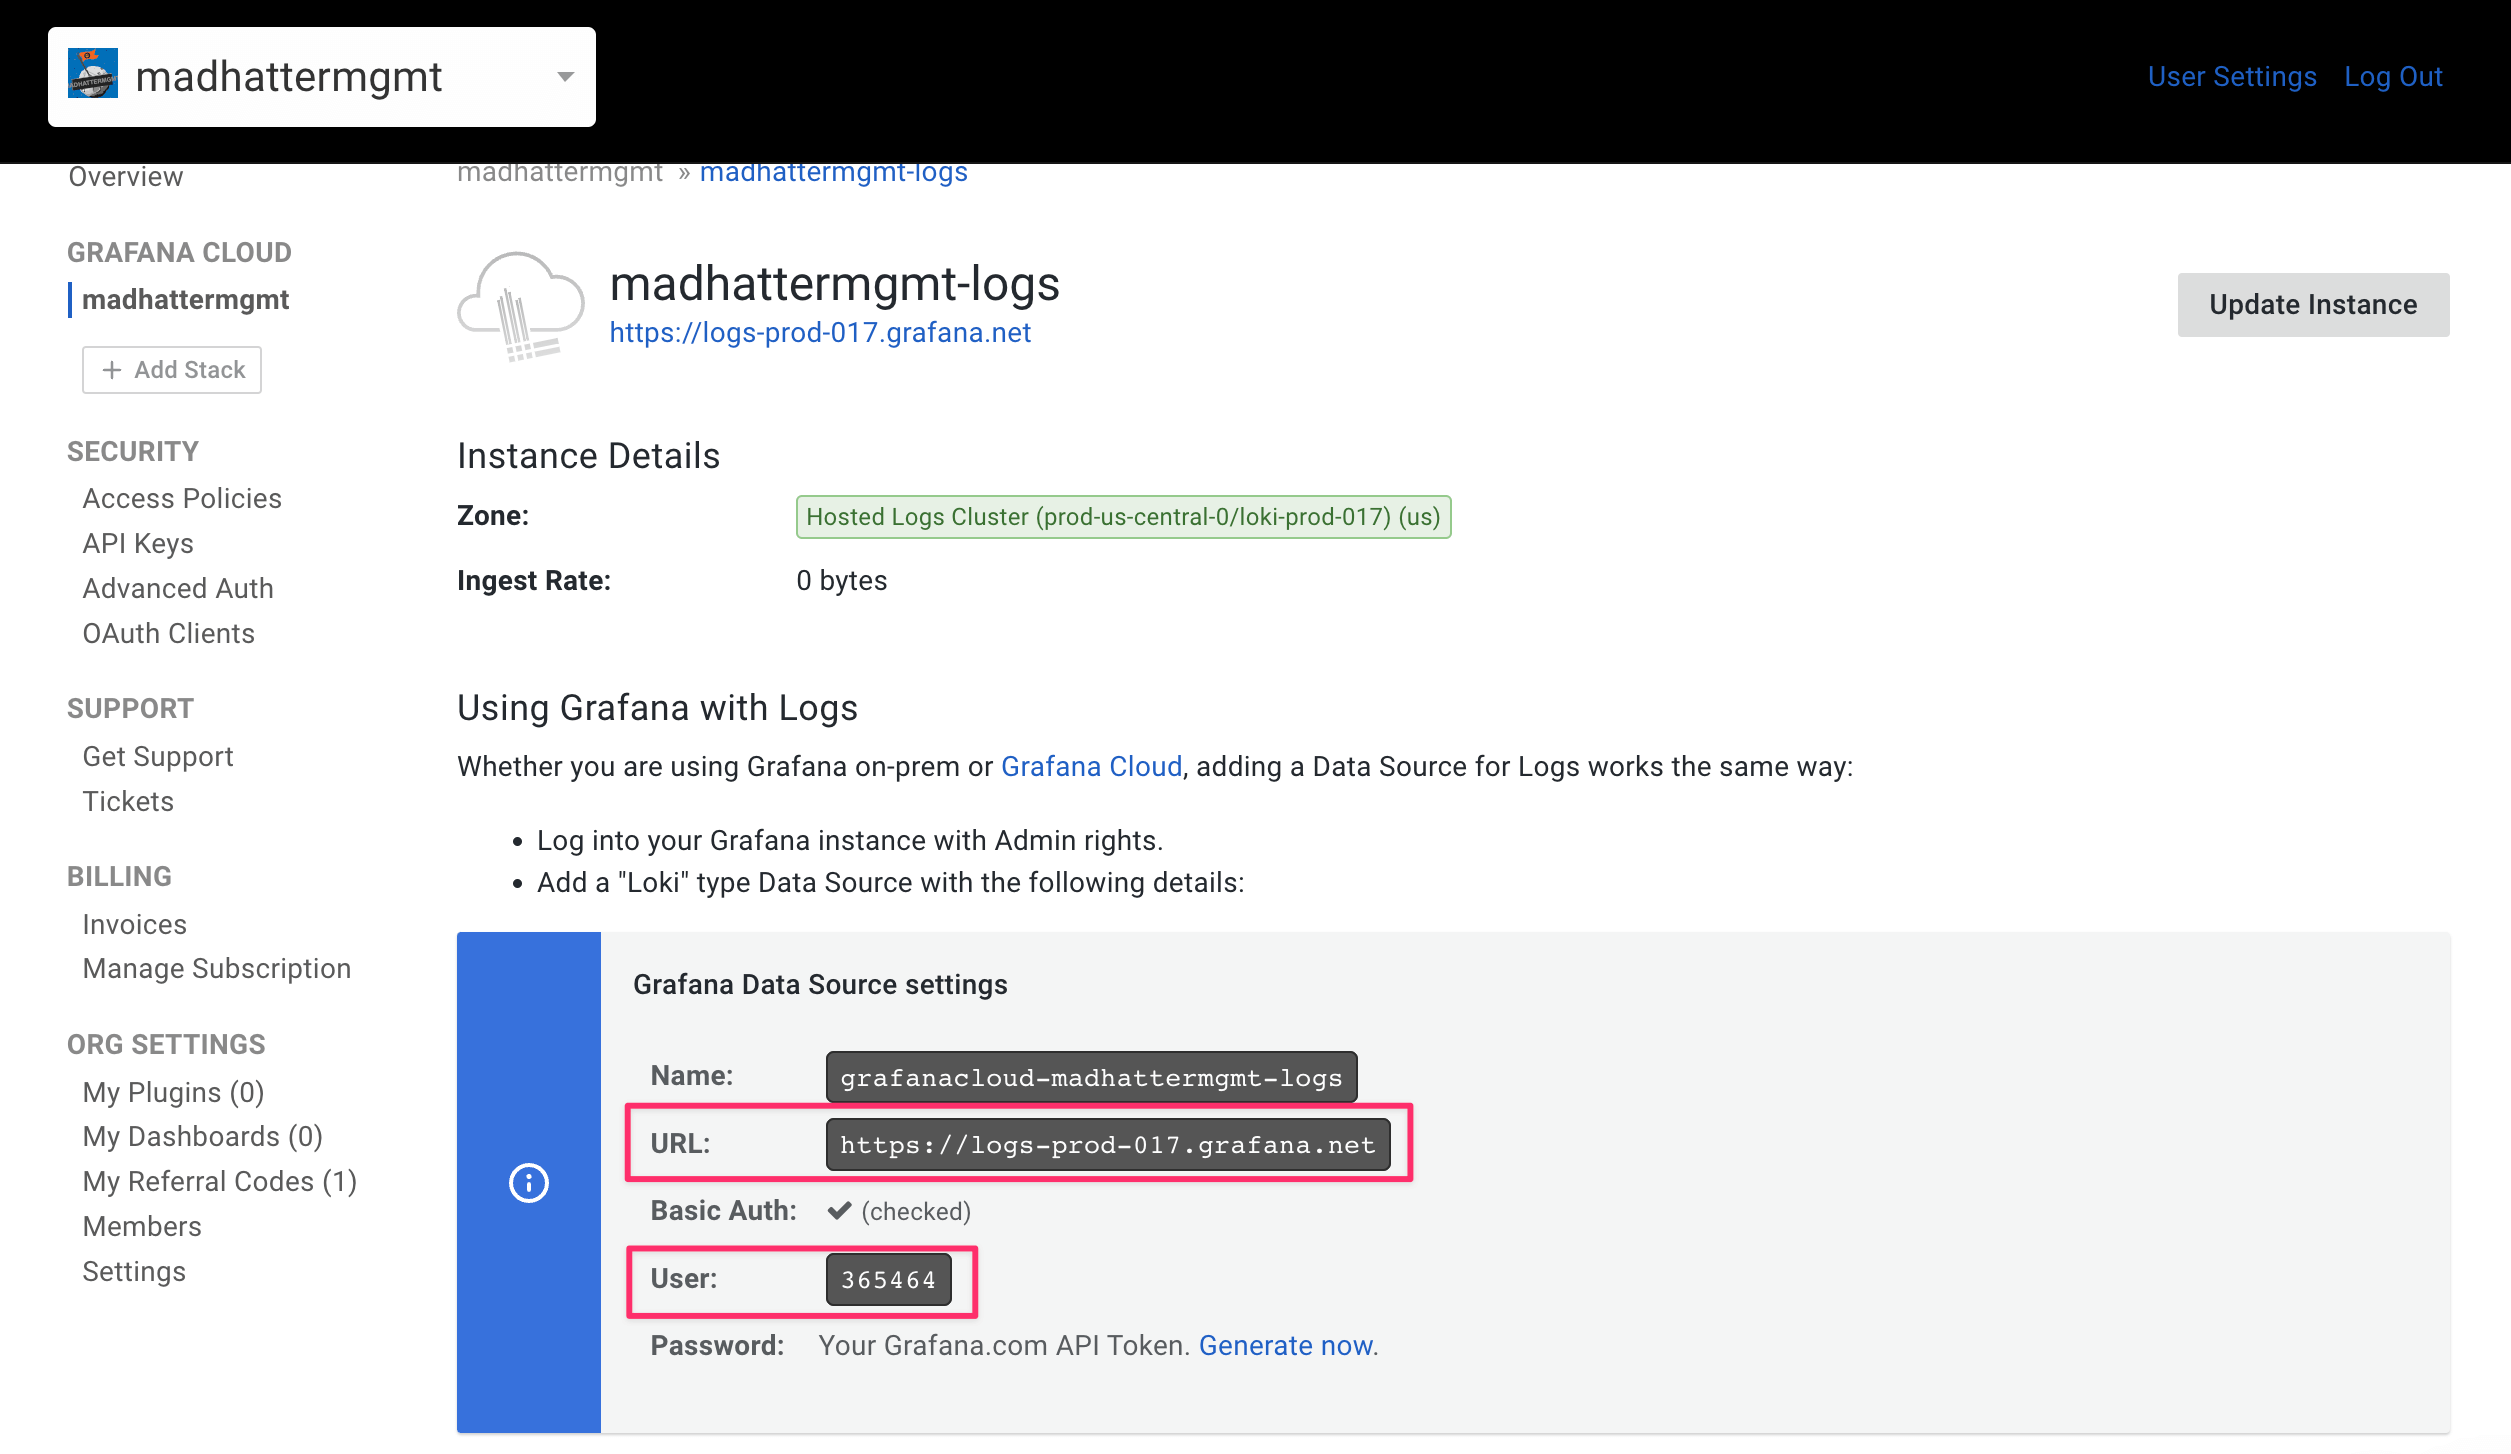 madhattermgmt
User Settings Log Out
Overview
GRAFANA CLOUD
madhattermgmt
+ Add Stack
SECURITY
Access Policies
API Keys
Advanced Auth
OAuth Clients
SUPPORT
Get Support
Tickets
BILLING
Invoices
Manage Subscription
ORG SETTINGS
My Plugins (0)
My Dashboards (0)
My Referral Codes (1)
Members
Settings
madhattermgmt » madhattermgmt-logs
madhattermgmt-logs
https://logs-prod-017.grafana.net
Update Instance
Instance Details
Zone: Hosted Logs Cluster (prod-us-central-0/loki-prod-017) (us)
Ingest Rate: 0 bytes
Using Grafana with Logs
Whether you are using Grafana on-prem or Grafana Cloud, adding a Data Source for Logs works the same way:
• Log into your Grafana instance with Admin rights.
• Add a "Loki" type Data Source with the following details:
Grafana Data Source settings
Name: grafanacloud-madhattermgmt-logs
URL: https://logs-prod-017.grafana.net
Basic Auth: ✔ (checked)
User: 365464
Password: Your Grafana.com API Token. Generate now.